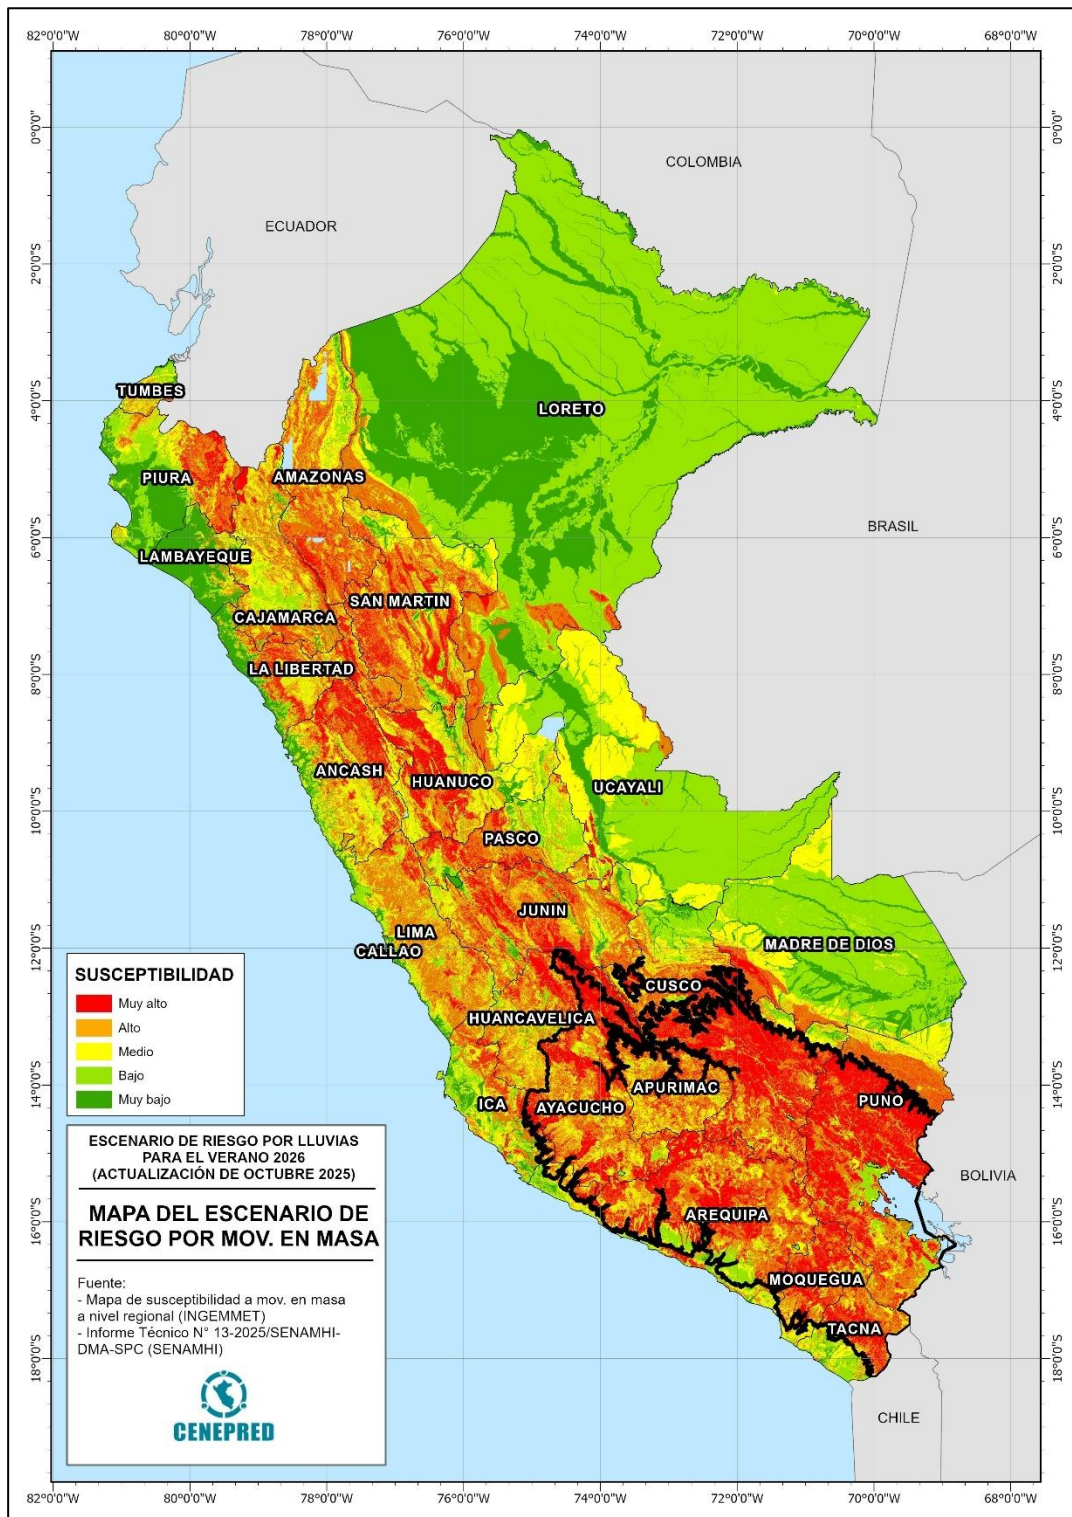 82°0'0"W 80°0'0"W 78°0'0"W 76°0'0"W 74°0'0"W 72°0'0"W 70°0'0"W 68°0'0"W
0°0'0"
0°0'0"
COLOMBIA
ECUADOR
2°0'0"S
2°0'0"S
TUMBES
4°0'0"S
4°0'0"S
LORETO
PIURA
AMAZONAS
BRASIL
6°0'0"S
6°0'0"S
LAMBAYEQUE
SAN MARTIN
CAJAMARCA
LA LIBERTAD
8°0'0"S
8°0'0"S
ANCASH
HUANUCO
UCAYALI
10°0'0"S
10°0'0"S
PASCO
JUNIN
LIMA
CALLAO
MADRE DE DIOS
12°0'0"S
12°0'0"S
CUSCO
HUANCAVELICA
APURIMAC
14°0'0"S
14°0'0"S
ICA
AYACUCHO
PUNO
BOLIVIA
AREQUIPA
16°0'0"S
16°0'0"S
MOQUEGUA
TACNA
18°0'0"S
18°0'0"S
CHILE
SUSCEPTIBILIDAD
Muy alto
Alto
Medio
Bajo
Muy bajo
ESCENARIO DE RIESGO POR LLUVIAS
PARA EL VERANO 2026
(ACTUALIZACIÓN DE OCTUBRE 2025)
MAPA DEL ESCENARIO DE
RIESGO POR MOV. EN MASA
Fuente:
- Mapa de susceptibilidad a mov. en masa
a nivel regional (INGEMMET)
- Informe Técnico N° 13-2025/SENAMHI-
DMA-SPC (SENAMHI)
CENEPRED
82°0'0"W 80°0'0"W 78°0'0"W 76°0'0"W 74°0'0"W 72°0'0"W 70°0'0"W 68°0'0"W